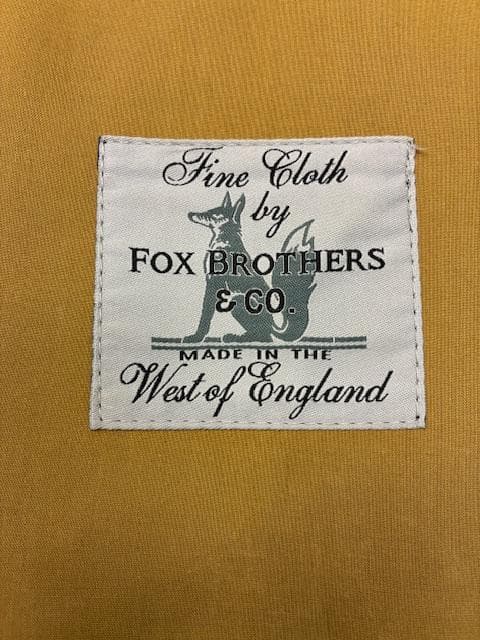 Fine Cloth
by
FOX BROTHERS
& CO.
MADE IN THE
West of England